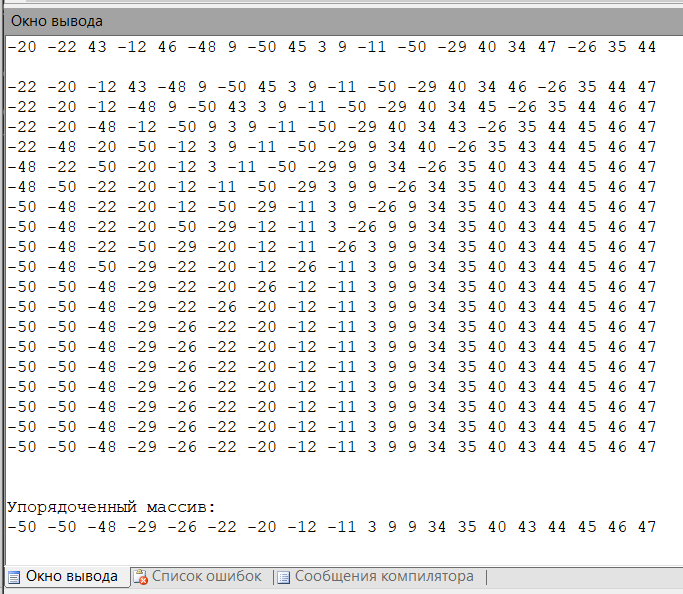 Окно вывода
-20 -22 43 -12 46 -48 9 -50 45 3 9 -11 -50 -29 40 34 47 -26 35 44
-22 -20 -12 43 -48 9 -50 45 3 9 -11 -50 -29 40 34 46 -26 35 44 47
-22 -20 -12 -48 9 -50 43 3 9 -11 -50 -29 40 34 45 -26 35 44 46 47
-22 -20 -48 -12 -50 9 3 9 -11 -50 -29 40 34 43 -26 35 44 45 46 47
-22 -48 -20 -50 -12 3 9 -11 -50 -29 9 34 40 -26 35 43 44 45 46 47
-48 -22 -50 -20 -12 3 -11 -50 -29 9 9 34 -26 35 40 43 44 45 46 47
-48 -50 -22 -20 -12 -11 -50 -29 3 9 9 -26 34 35 40 43 44 45 46 47
-50 -48 -22 -20 -12 -50 -29 -11 3 9 -26 9 34 35 40 43 44 45 46 47
-50 -48 -22 -20 -50 -29 -12 -11 3 -26 9 9 34 35 40 43 44 45 46 47
-50 -48 -22 -50 -29 -20 -12 -11 -26 3 9 9 34 35 40 43 44 45 46 47
-50 -48 -50 -29 -22 -20 -12 -26 -11 3 9 9 34 35 40 43 44 45 46 47
-50 -50 -48 -29 -22 -20 -26 -12 -11 3 9 9 34 35 40 43 44 45 46 47
-50 -50 -48 -29 -22 -26 -20 -12 -11 3 9 9 34 35 40 43 44 45 46 47
-50 -50 -48 -29 -26 -22 -20 -12 -11 3 9 9 34 35 40 43 44 45 46 47
-50 -50 -48 -29 -26 -22 -20 -12 -11 3 9 9 34 35 40 43 44 45 46 47
-50 -50 -48 -29 -26 -22 -20 -12 -11 3 9 9 34 35 40 43 44 45 46 47
-50 -50 -48 -29 -26 -22 -20 -12 -11 3 9 9 34 35 40 43 44 45 46 47
-50 -50 -48 -29 -26 -22 -20 -12 -11 3 9 9 34 35 40 43 44 45 46 47
-50 -50 -48 -29 -26 -22 -20 -12 -11 3 9 9 34 35 40 43 44 45 46 47
-50 -50 -48 -29 -26 -22 -20 -12 -11 3 9 9 34 35 40 43 44 45 46 47
Упорядоченный массив:
-50 -50 -48 -29 -26 -22 -20 -12 -11 3 9 9 34 35 40 43 44 45 46 47
Окно вывода Список ошибок Сообщения компилятора